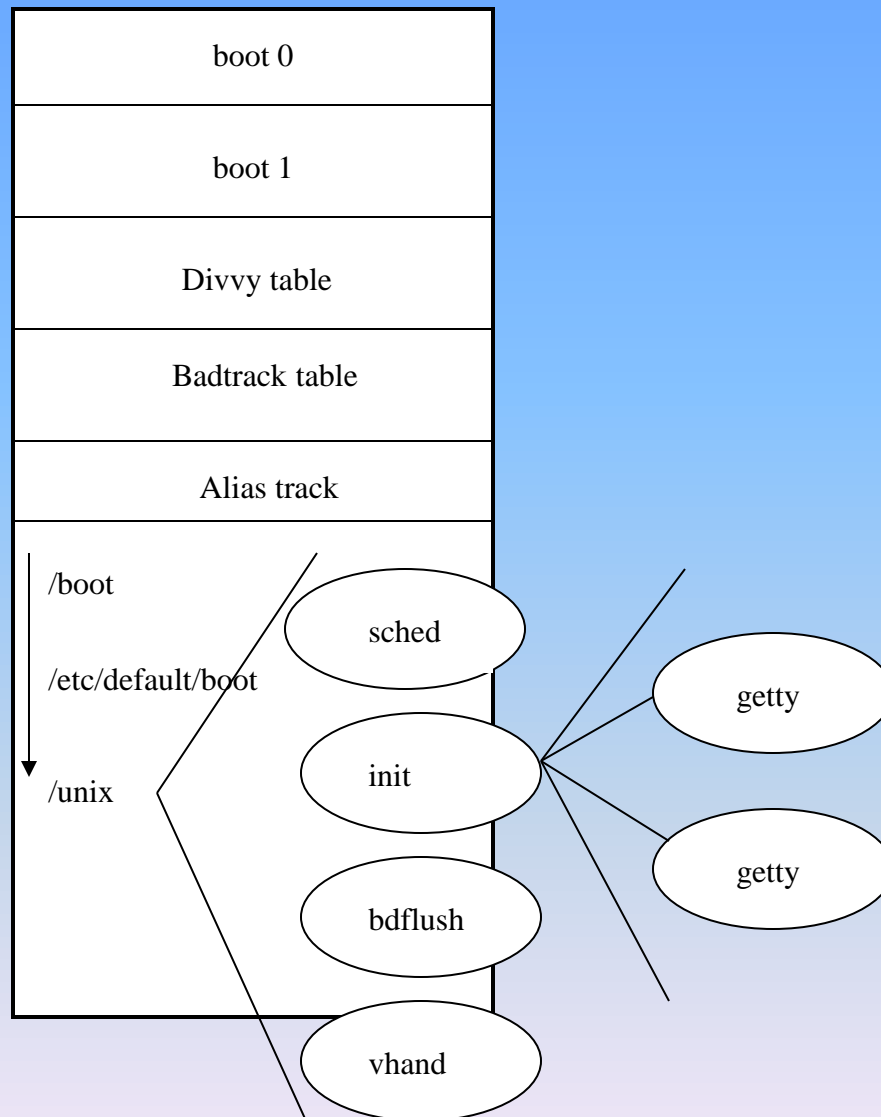 boot 0
boot 1
Divvy table
Badtrack table
Alias track
/boot
/etc/default/boot
/unix
sched
init
bdflush
vhand
getty
getty